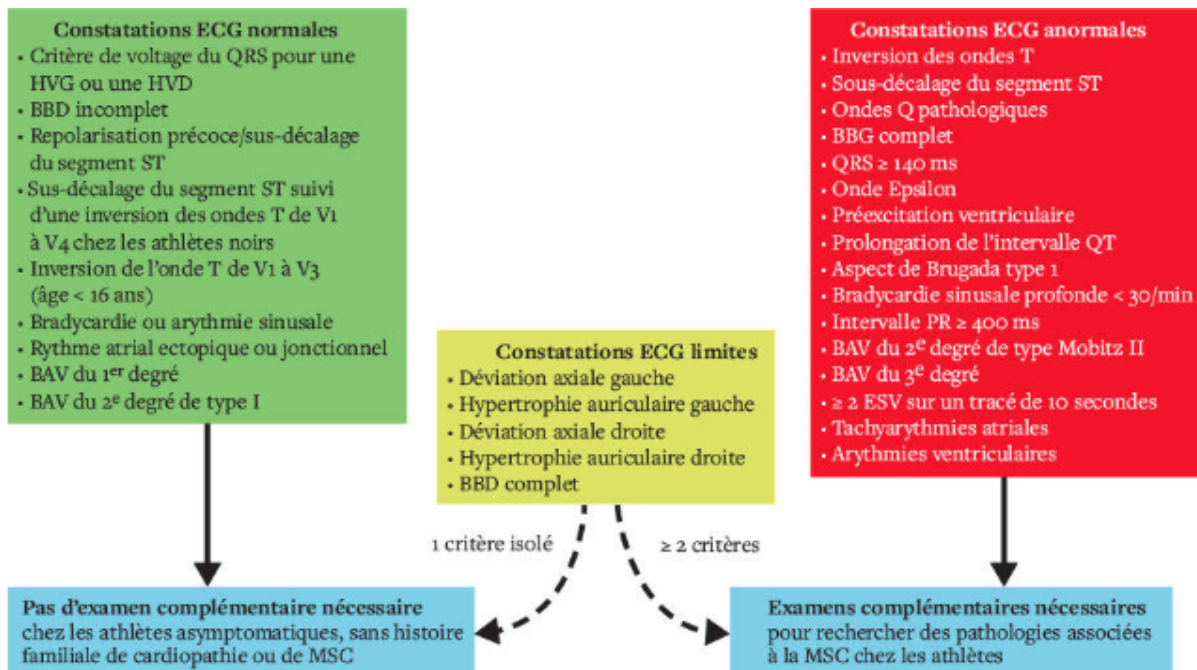 Constatations ECG normales
• Critère de voltage du QRS pour une
HVG ou une HVD
• BBD incomplet
• Repolarisation précoce/sus-décalage
du segment ST
• Sus-décalage du segment ST suivi
d'une inversion des ondes T de V1
à V4 chez les athlètes noirs
• Inversion de l'onde T de V1 à V3
(âge < 16 ans)
• Bradycardie ou arythmie sinusale
• Rythme atrial ectopique ou jonctionnel
• BAV du 1er degré
• BAV du 2e degré de type I
Constatations ECG limites
• Déviation axiale gauche
• Hypertrophie auriculaire gauche
• Déviation axiale droite
• Hypertrophie auriculaire droite
• BBD complet
Constatations ECG anormales
• Inversion des ondes T
• Sous-décalage du segment ST
• Ondes Q pathologiques
• BBG complet
• QRS ≥ 140 ms
• Onde Epsilon
• Préexcitation ventriculaire
• Prolongation de l'intervalle QT
• Aspect de Brugada type 1
• Bradycardie sinusale profonde < 30/min
• Intervalle PR ≥ 400 ms
• BAV du 2e degré de type Mobitz II
• BAV du 3e degré
• ≥ 2 ESV sur un tracé de 10 secondes
• Tachyarythmies atriales
• Arythmies ventriculaires
1 critère isolé
≥ 2 critères
Pas d'examen complémentaire nécessaire
chez les athlètes asymptomatiques, sans histoire
familiale de cardiopathie ou de MSC
Examens complémentaires nécessaires
pour rechercher des pathologies associées
à la MSC chez les athlètes